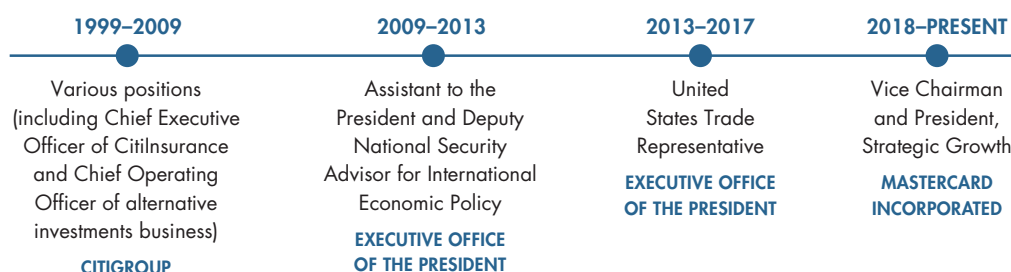 1999–2009
Various positions
(including Chief Executive
Officer of CitiInsurance
and Chief Operating
Officer of alternative
investments business)
CITIGROUP
2009–2013
Assistant to the
President and Deputy
National Security
Advisor for International
Economic Policy
EXECUTIVE OFFICE
OF THE PRESIDENT
2013–2017
United
States Trade
Representative
EXECUTIVE OFFICE
OF THE PRESIDENT
2018–PRESENT
Vice Chairman
and President,
Strategic Growth
MASTERCARD
INCORPORATED